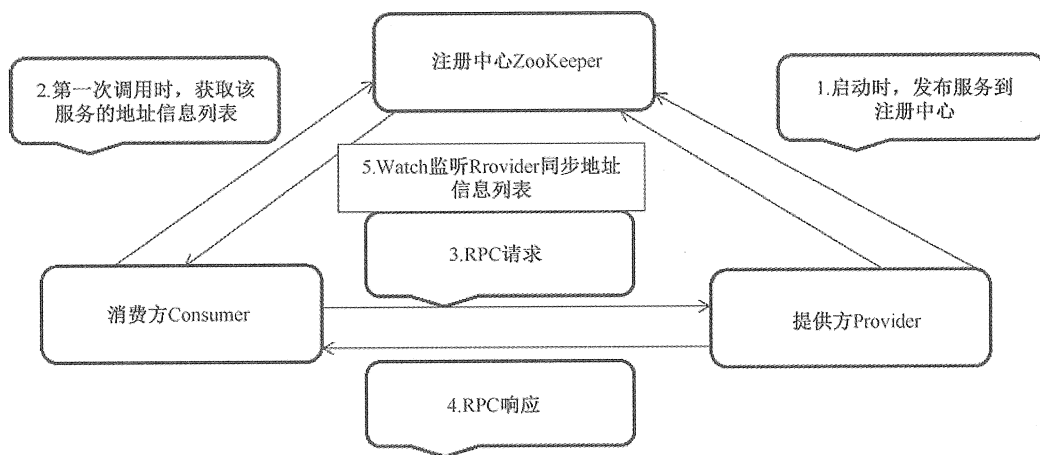 注册中心ZooKeeper
2.第一次调用时，获取该
服务的地址信息列表
1.启动时，发布服务到
注册中心
5.Watch监听Rrovider同步地址
信息列表
3.RPC请求
消费方Consumer
提供方Provider
4.RPC响应